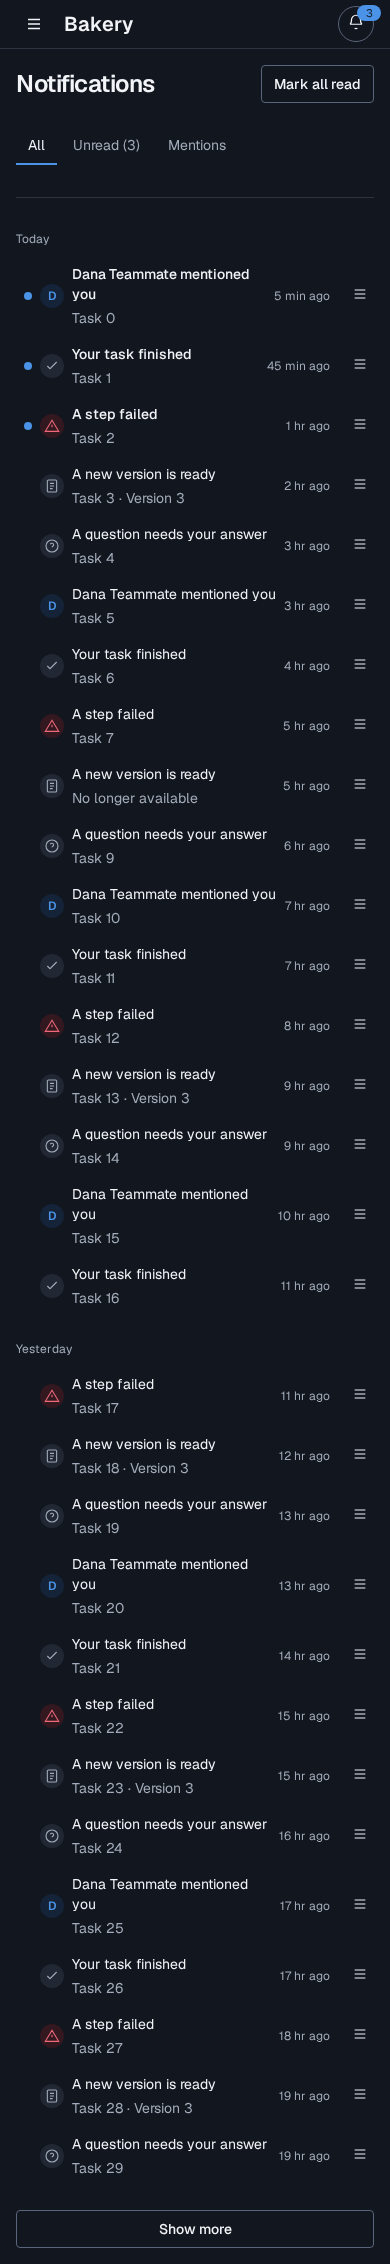 Bakery
3
Notifications
Mark all read
All
Unread (3)
Mentions
Today
D
Dana Teammate mentioned
you
5 min ago
Task 0
Your task finished
45 min ago
Task 1
A step failed
1 hr ago
Task 2
A new version is ready
2 hr ago
Task 3 · Version 3
A question needs your answer
3 hr ago
Task 4
D
Dana Teammate mentioned you
3 hr ago
Task 5
Your task finished
4 hr ago
Task 6
A step failed
5 hr ago
Task 7
A new version is ready
5 hr ago
No longer available
A question needs your answer
6 hr ago
Task 9
D
Dana Teammate mentioned you
7 hr ago
Task 10
Your task finished
7 hr ago
Task 11
A step failed
8 hr ago
Task 12
A new version is ready
9 hr ago
Task 13 · Version 3
A question needs your answer
9 hr ago
Task 14
D
Dana Teammate mentioned
you
10 hr ago
Task 15
Your task finished
11 hr ago
Task 16
Yesterday
A step failed
11 hr ago
Task 17
A new version is ready
12 hr ago
Task 18 · Version 3
A question needs your answer
13 hr ago
Task 19
D
Dana Teammate mentioned
you
13 hr ago
Task 20
Your task finished
14 hr ago
Task 21
A step failed
15 hr ago
Task 22
A new version is ready
15 hr ago
Task 23 · Version 3
A question needs your answer
16 hr ago
Task 24
D
Dana Teammate mentioned
you
17 hr ago
Task 25
Your task finished
17 hr ago
Task 26
A step failed
18 hr ago
Task 27
A new version is ready
19 hr ago
Task 28 · Version 3
A question needs your answer
19 hr ago
Task 29
Show more